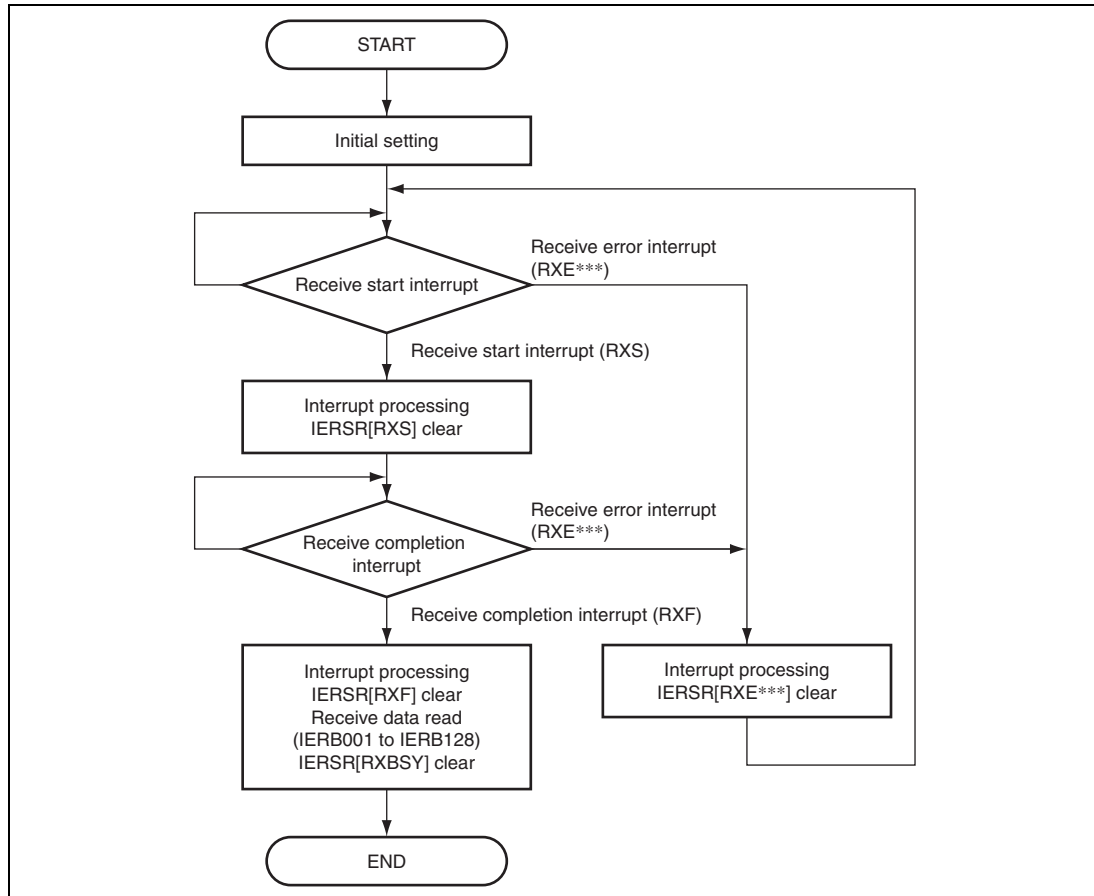 START
Initial setting
Receive error interrupt
(RXE***)
Receive start interrupt
Receive start interrupt (RXS)
Interrupt processing
IERSR[RXS] clear
Receive error interrupt
(RXE***)
Receive completion
interrupt
Receive completion interrupt (RXF)
Interrupt processing
IERSR[RXF] clear
Receive data read
(IERB001 to IERB128)
IERSR[RXBSY] clear
Interrupt processing
IERSR[RXE***] clear
END